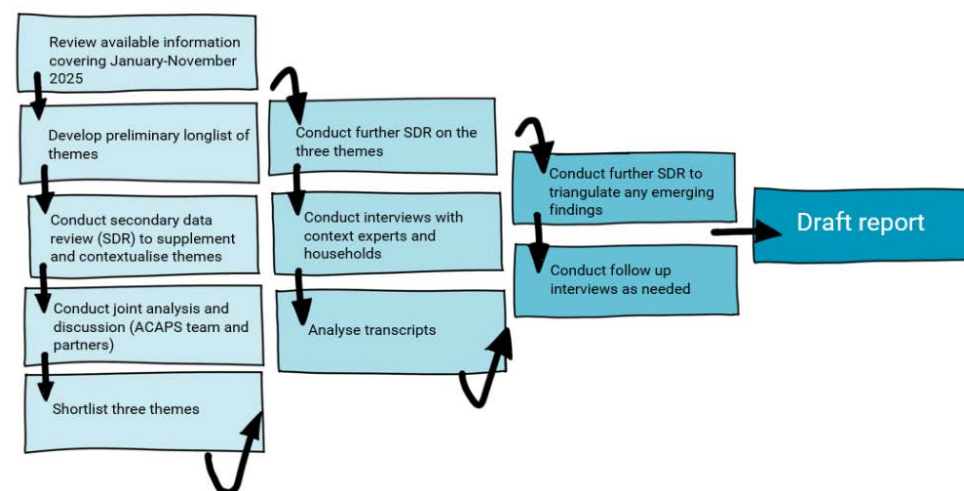 Review available information
covering January-November
2025
Develop preliminary longlist of
themes
Conduct secondary data
review (SDR) to supplement
and contextualise themes
Conduct joint analysis and
discussion (ACAPS team and
partners)
Shortlist three themes
Conduct further SDR on the
three themes
Conduct interviews with
context experts and
households
Analyse transcripts
Conduct further SDR to
triangulate any emerging
findings
Conduct follow up
interviews as needed
Draft report